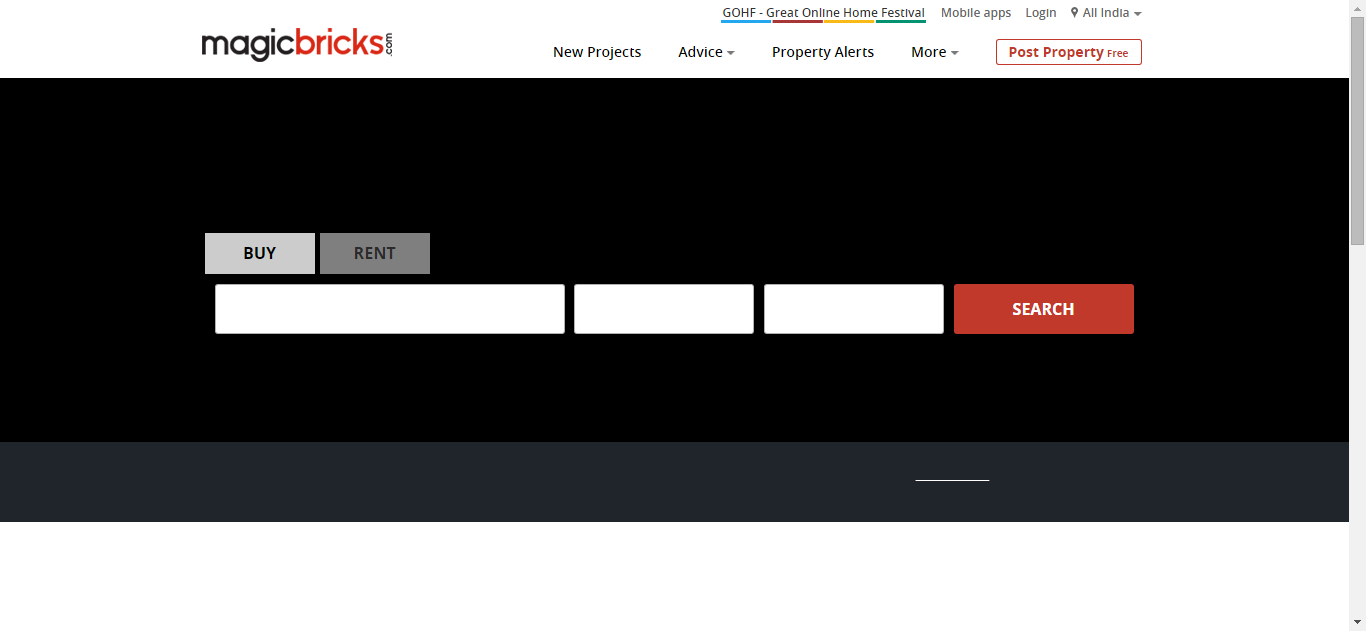 GOHF - Great Online Home Festival Mobile apps Login All India
magicbricks.com
New Projects Advice Property Alerts More Post Property Free
BUY RENT
SEARCH